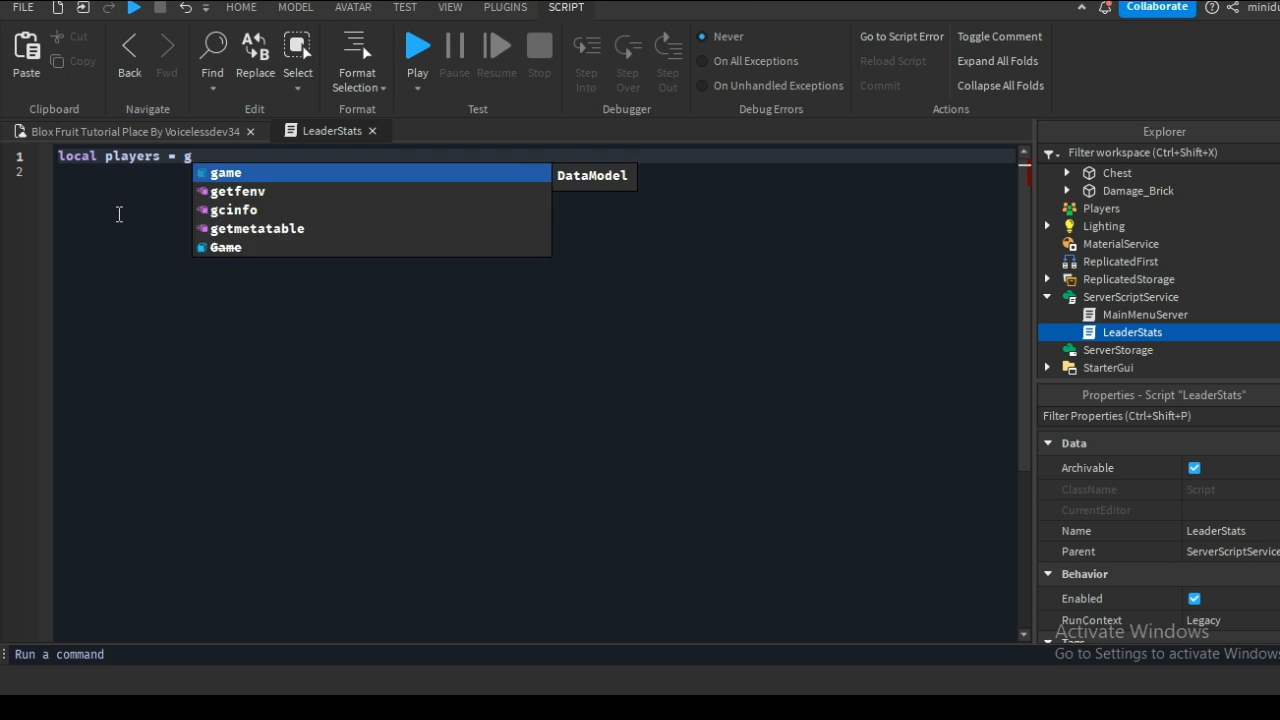 FILE HOME MODEL AVATAR TEST VIEW PLUGINS SCRIPT Collaborate minidu
Paste Cut Copy Back Fwd Find Replace Select Format Selection Play Pause Resume Stop Step Into Step Over Step Out
Never
On All Exceptions
On Unhandled Exceptions
Go to Script Error Toggle Comment
Reload Script Expand All Folds
Commit Collapse All Folds
Clipboard Navigate Edit Format Test Debugger Debug Errors Actions
Blox Fruit Tutorial Place By Voicelessdev34 LeaderStats
1 local players = g
2
game DataModel
getfenv
gcinfo
getmetatable
Game
Explorer
Filter workspace (Ctrl+Shift+X)
Chest
Damage_Brick
Players
Lighting
MaterialService
ReplicatedFirst
ReplicatedStorage
ServerScriptService
MainMenuServer
LeaderStats
ServerStorage
StarterGui
Properties - Script "LeaderStats"
Filter Properties (Ctrl+Shift+P)
Data
Archivable
ClassName Script
CurrentEditor
Name LeaderStats
Parent ServerScriptService
Behavior
Enabled
RunContext Legacy
Tags
Activate Windows
Go to Settings to activate Windows
Run a command